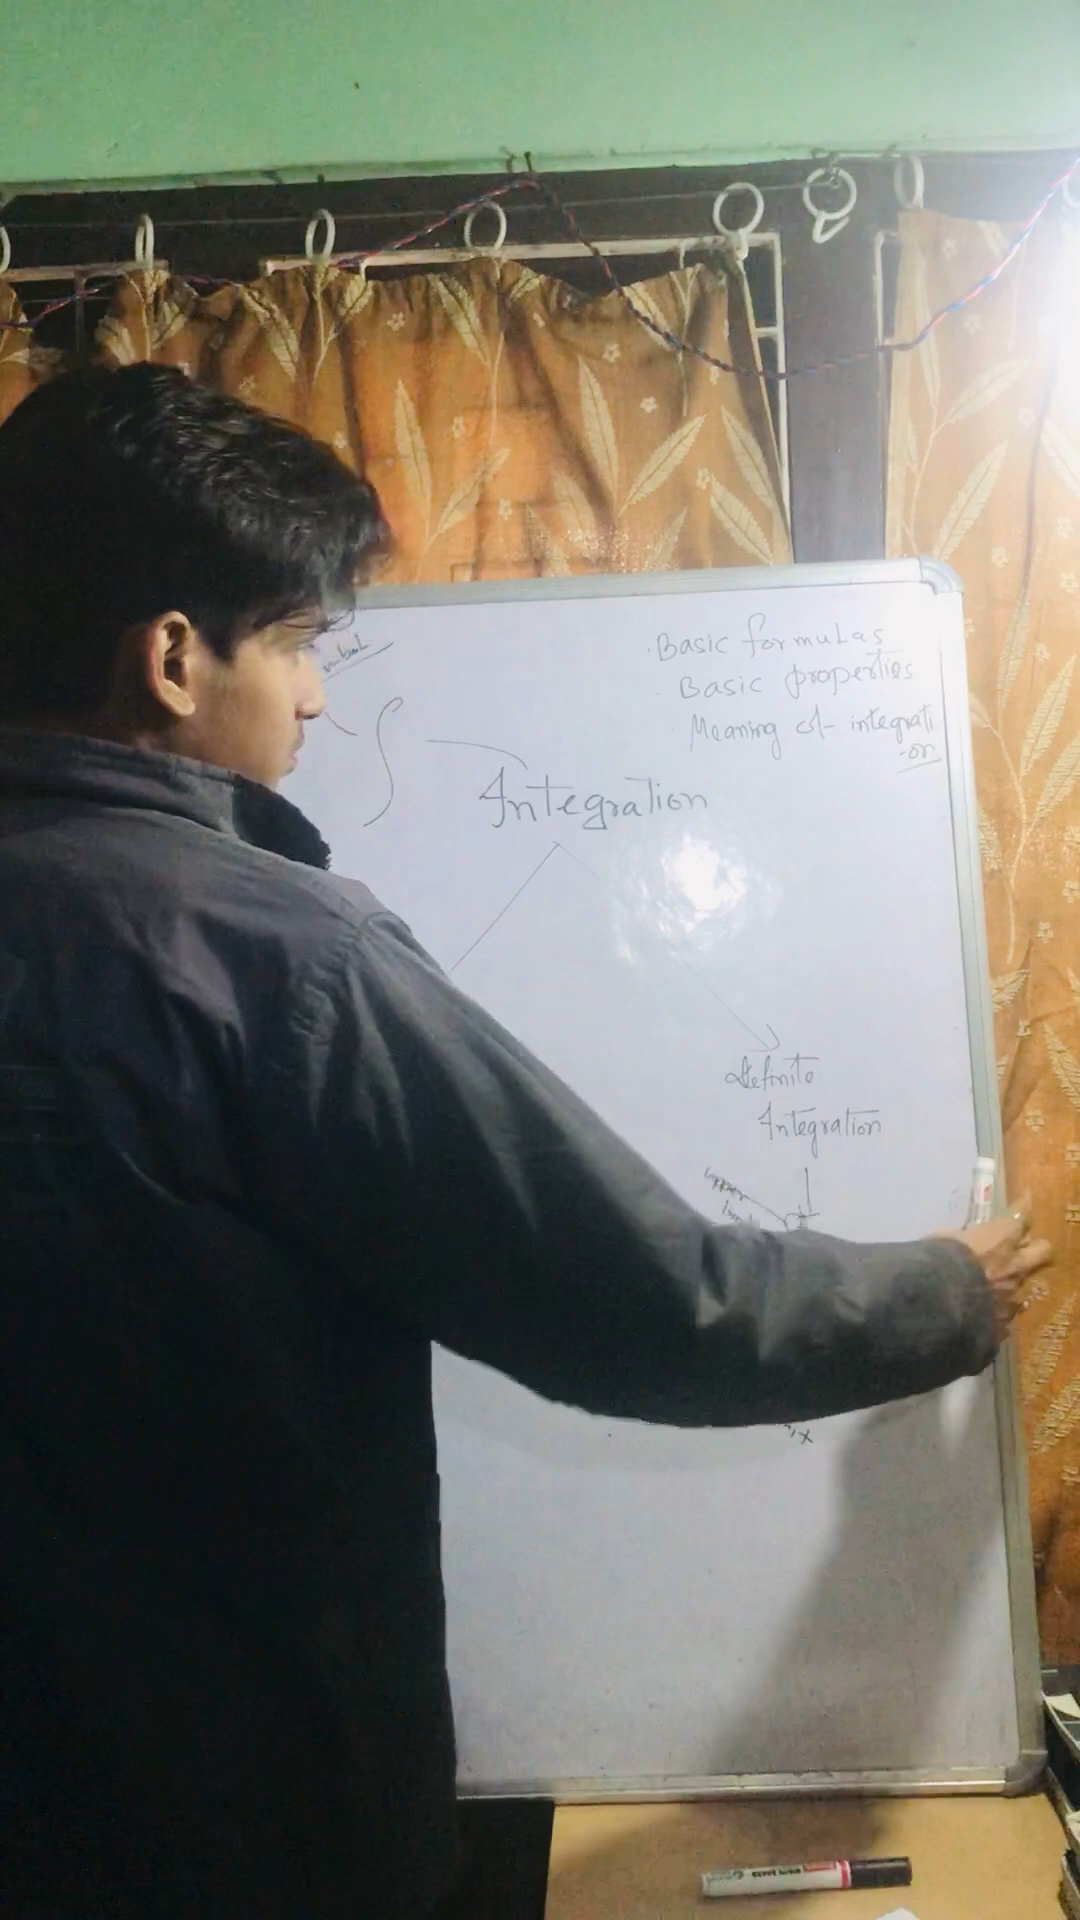 Basic formulas
Basic properties
Meaning of integrati
-on
∫
Integration
Definite
Integration
upper